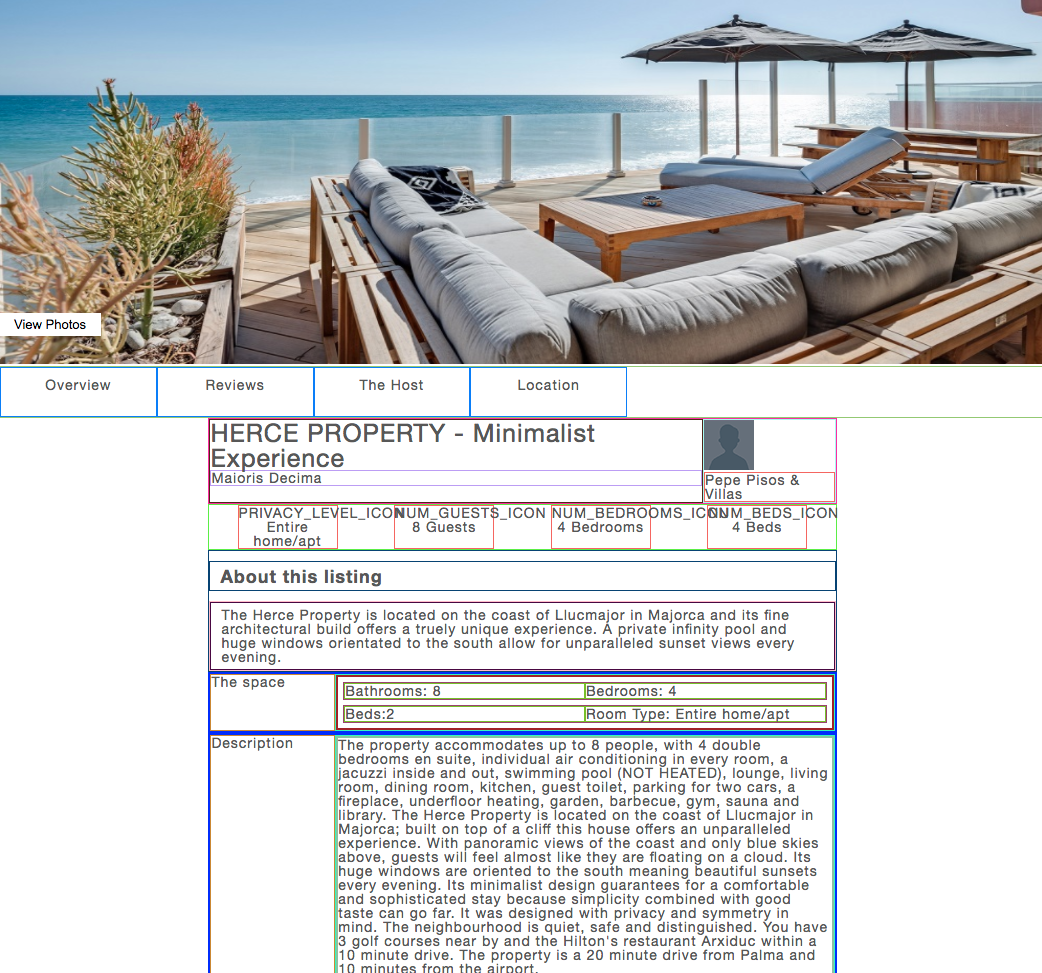 View Photos
Overview Reviews The Host Location
HERCE PROPERTY - Minimalist
Experience
Maioris Decima
Pepe Pisos &
Villas
PRIVACY_LEVEL_ICON NUM_GUESTS_ICON NUM_BEDROOMS_ICON NUM_BEDS_ICON
Entire
home/apt
8 Guests
4 Bedrooms
4 Beds
About this listing
The Herce Property is located on the coast of Llucmajor in Majorca and its fine
architectural build offers a truely unique experience. A private infinity pool and
huge windows orientated to the south allow for unparalleled sunset views every
evening.
The space
Bathrooms: 8 Bedrooms: 4
Beds:2 Room Type: Entire home/apt
Description
The property accommodates up to 8 people, with 4 double
bedrooms en suite, individual air conditioning in every room, a
jacuzzi inside and out, swimming pool (NOT HEATED), lounge, living
room, dining room, kitchen, guest toilet, parking for two cars, a
fireplace, underfloor heating, garden, barbecue, gym, sauna and
library. The Herce Property is located on the coast of Llucmajor in
Majorca; built on top of a cliff this house offers an unparalleled
experience. With panoramic views of the coast and only blue skies
above, guests will feel almost like they are floating on a cloud. Its
huge windows are oriented to the south meaning beautiful sunsets
every evening. Its minimalist design guarantees for a comfortable
and sophisticated stay because simplicity combined with good
taste can go far. It was designed with privacy and symmetry in
mind. The neighbourhood is quiet, safe and distinguished. You have
3 golf courses near by and the Hilton's restaurant Arxiduc within a
10 minute drive. The property is a 20 minute drive from Palma and
10 minutes from the airport.